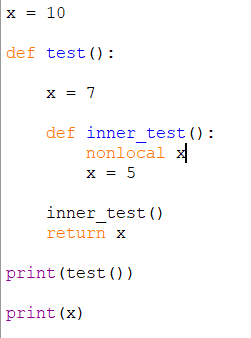 x = 10
def test():
    x = 7
    def inner_test():
        nonlocal x
        x = 5
    inner_test()
    return x
print(test())
print(x)